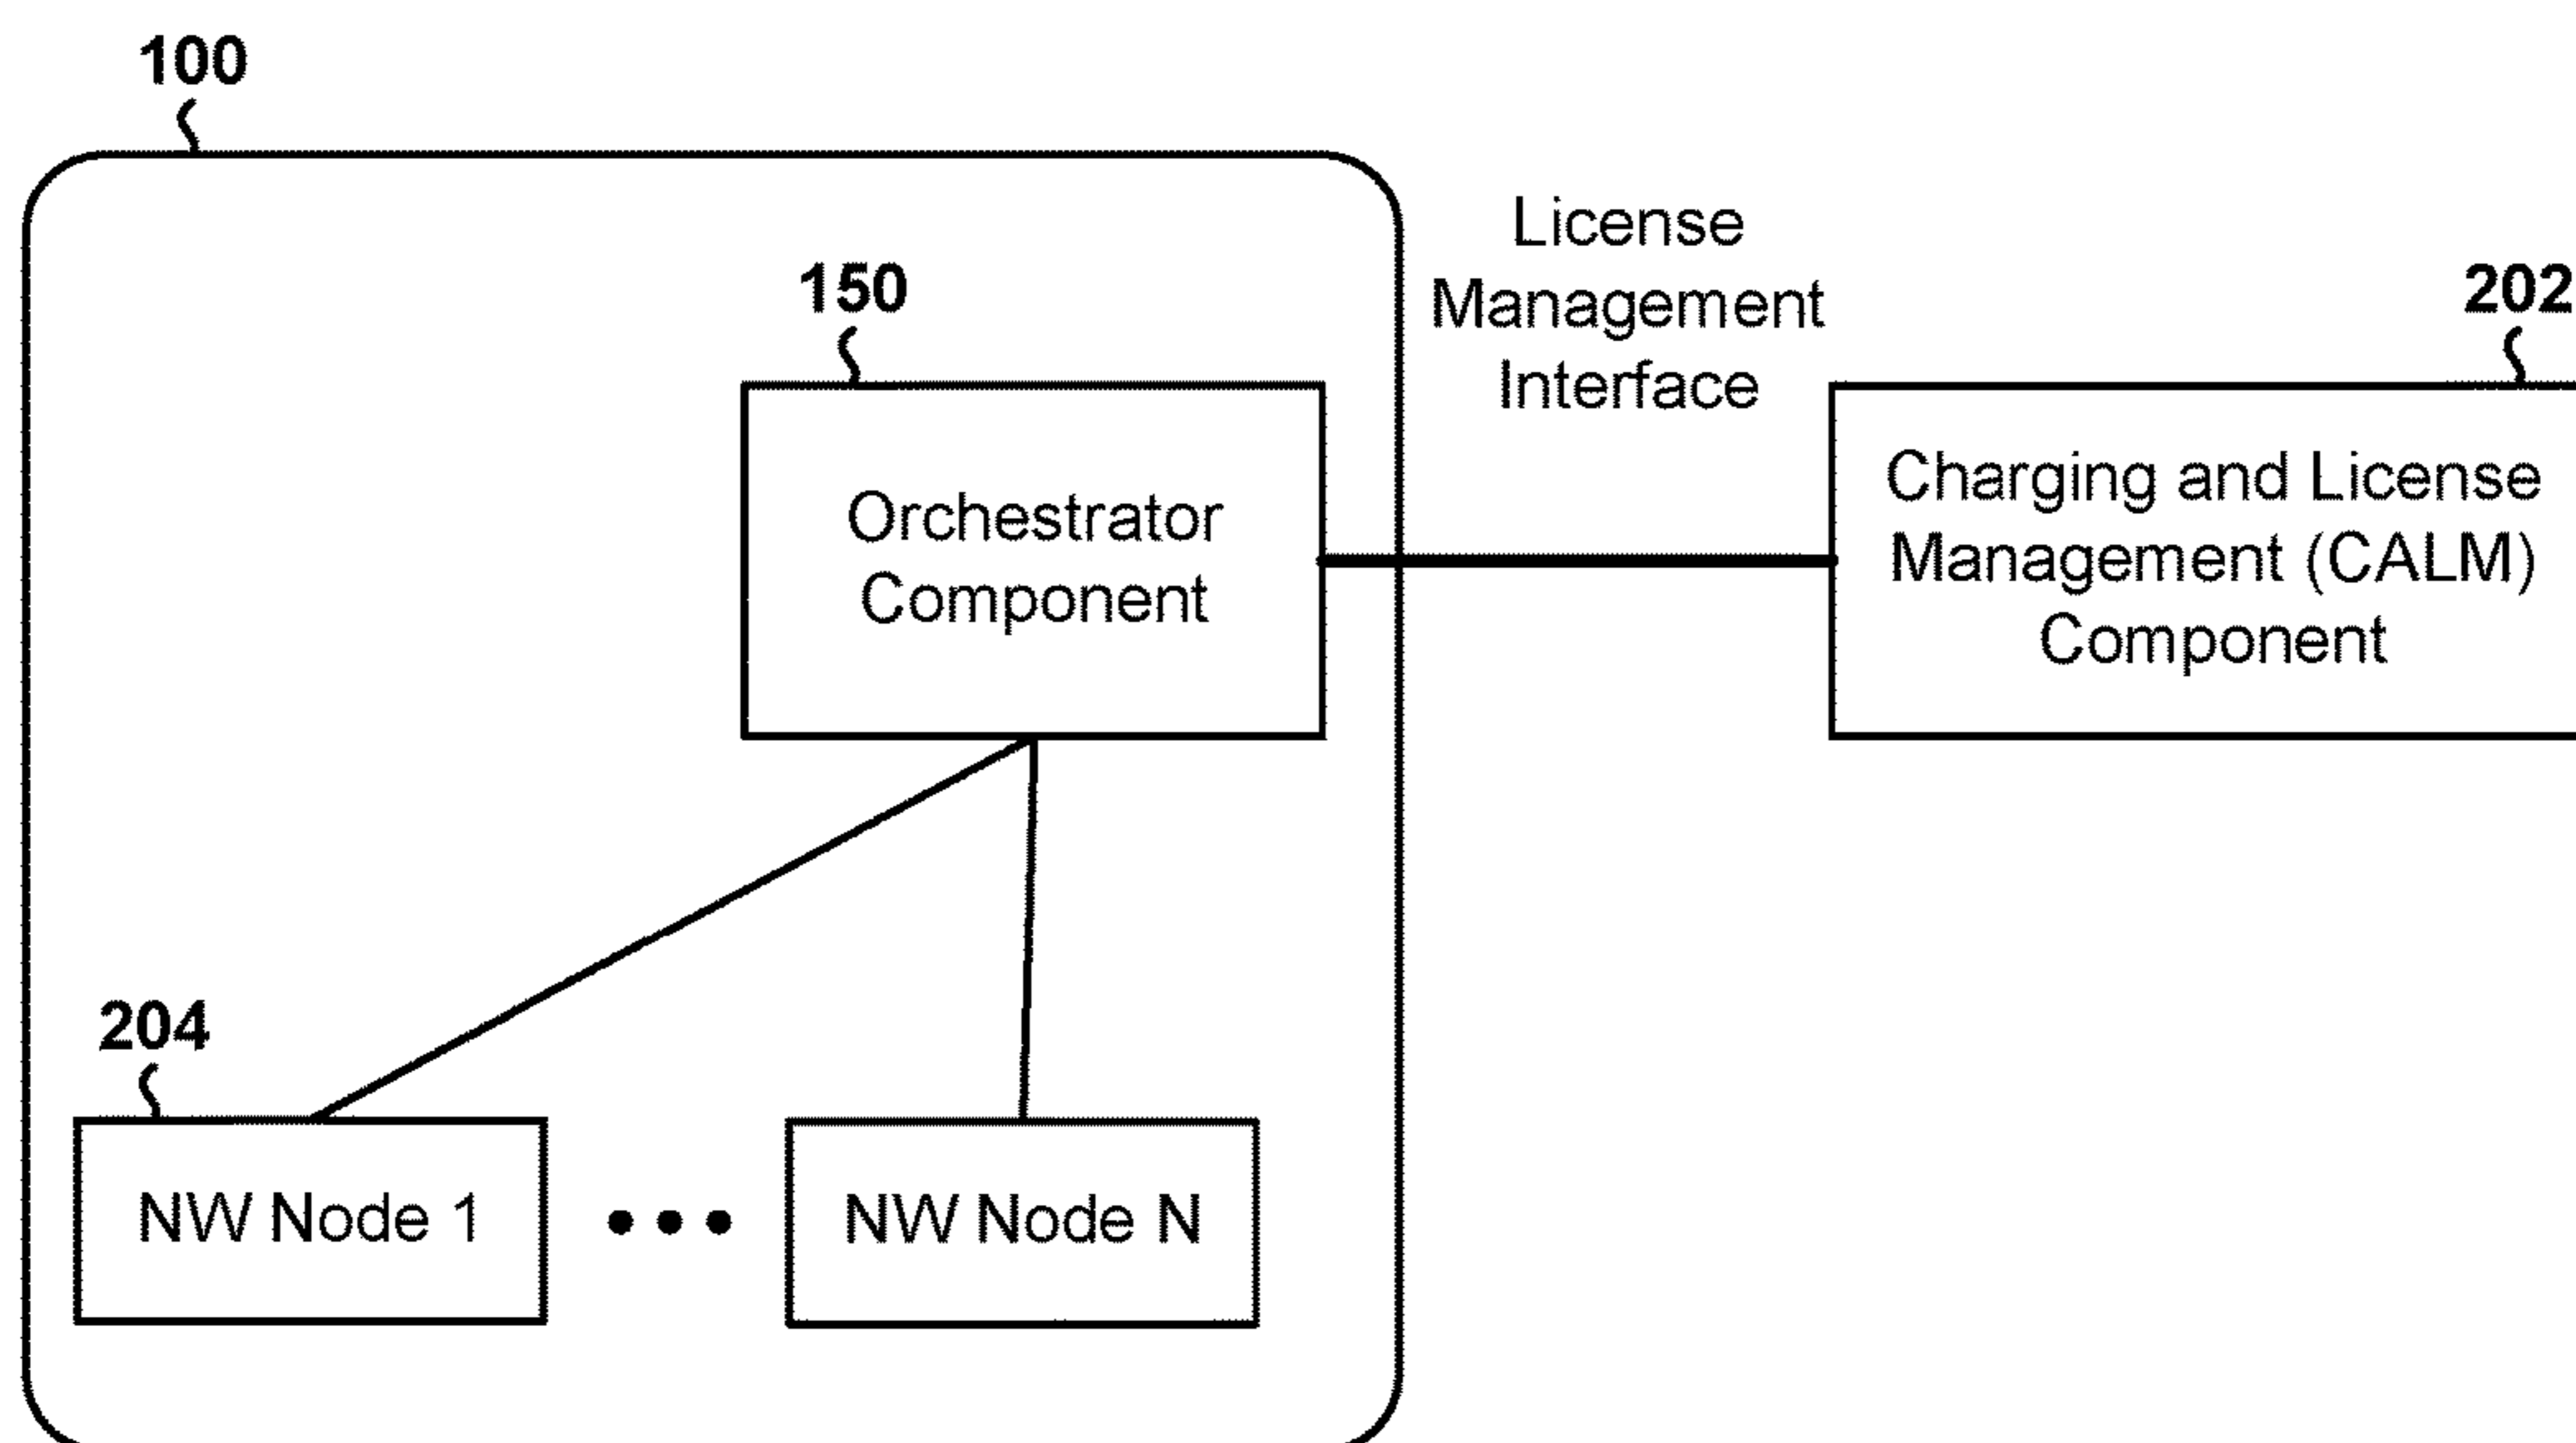 100
License
Management
Interface
150
202
Orchestrator
Component
Charging and License
Management (CALM)
Component
204
NW Node 1
NW Node N